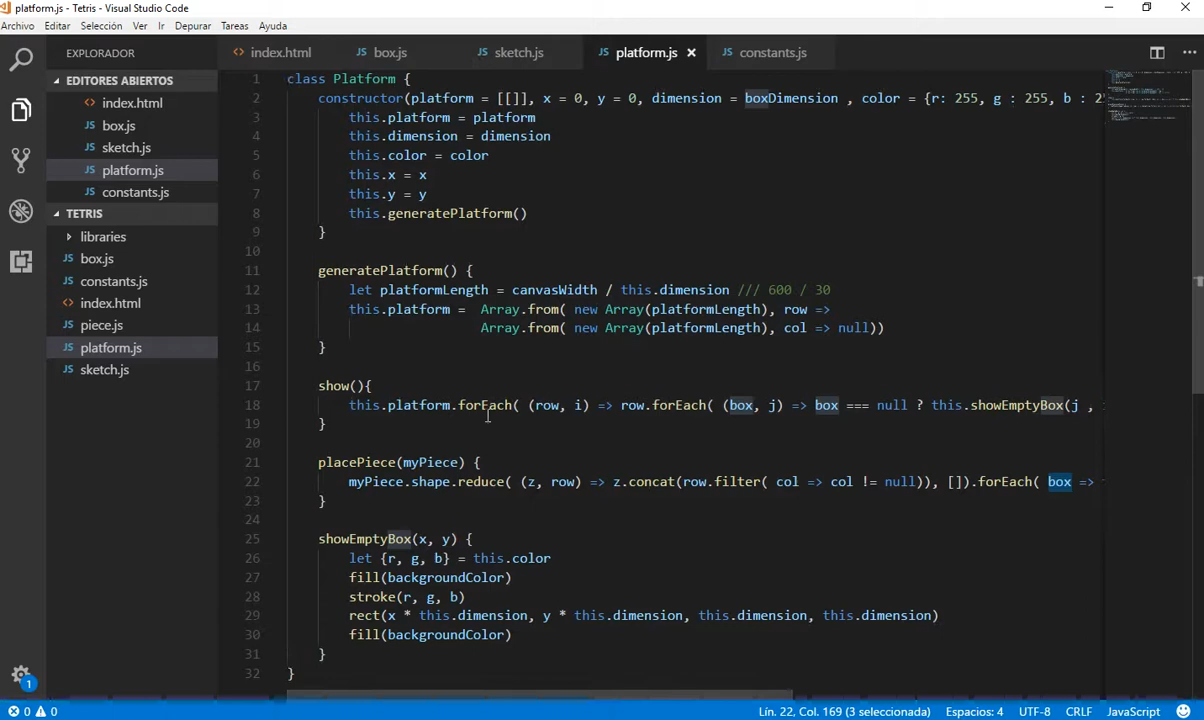 platform.js - Tetris - Visual Studio Code
Archivo Editar Selección Ver Ir Depurar Tareas Ayuda
EXPLORADOR
EDITORES ABIERTOS
index.html
box.js
sketch.js
platform.js
constants.js
TETRIS
libraries
box.js
constants.js
index.html
piece.js
platform.js
sketch.js
1
index.html box.js sketch.js platform.js constants.js
1 class Platform {
2 constructor(platform = [[]], x = 0, y = 0, dimension = boxDimension , color = {r: 255, g : 255, b : 2
3 this.platform = platform
4 this.dimension = dimension
5 this.color = color
6 this.x = x
7 this.y = y
8 this.generatePlatform()
9 }
10
11 generatePlatform() {
12 let platformLength = canvasWidth / this.dimension /// 600 / 30
13 this.platform = Array.from( new Array(platformLength), row =>
14 Array.from( new Array(platformLength), col => null))
15 }
16
17 show(){
18 this.platform.forEach( (row, i) => row.forEach( (box, j) => box === null ? this.showEmptyBox(j ,
19 }
20
21 placePiece(myPiece) {
22 myPiece.shape.reduce( (z, row) => z.concat(row.filter( col => col != null)), []).forEach( box =>
23 }
24
25 showEmptyBox(x, y) {
26 let {r, g, b} = this.color
27 fill(backgroundColor)
28 stroke(r, g, b)
29 rect(x * this.dimension, y * this.dimension, this.dimension, this.dimension)
30 fill(backgroundColor)
31 }
32 }
0 0 Lín. 22, Col. 169 (3 seleccionada) Espacios: 4 UTF-8 CRLF JavaScript